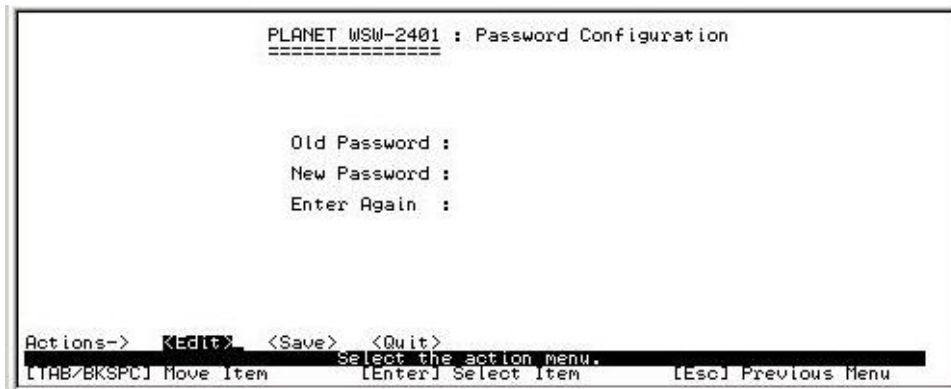 PLANET WSW-2401 : Password Configuration
===============
Old Password :
New Password :
Enter Again :
Actions-> <Edit> <Save> <Quit>
Select the action menu.
[TAB/BKSPC] Move Item [Enter] Select Item [Esc] Previous Menu